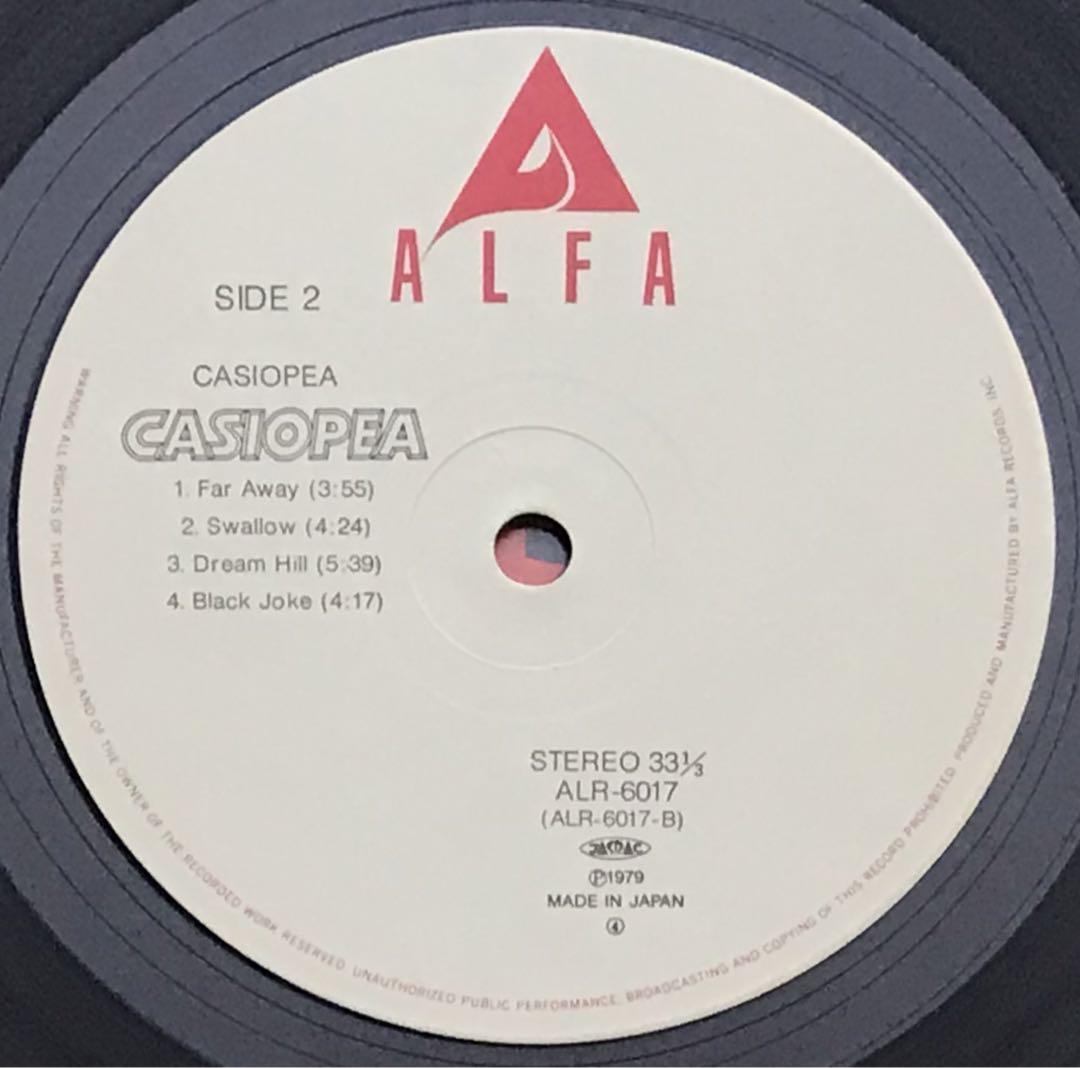 ALFA
SIDE 2
CASIOPEA
CASIOPEA
1. Far Away (3:55)
2. Swallow (4:24)
3. Dream Hill (5:39)
4. Black Joke (4:17)
STEREO 33⅓
ALR-6017
(ALR-6017-B)
JASRAC
Ⓟ1979
MADE IN JAPAN
④
WARNING ALL RIGHTS OF THE MANUFACTURER AND OF THE OWNER OF THE RECORDED WORK RESERVED. UNAUTHORIZED PUBLIC PERFORMANCE, BROADCASTING AND COPYING OF THIS RECORD PROHIBITED. PRODUCED AND MANUFACTURED BY ALFA RECORDS, INC.